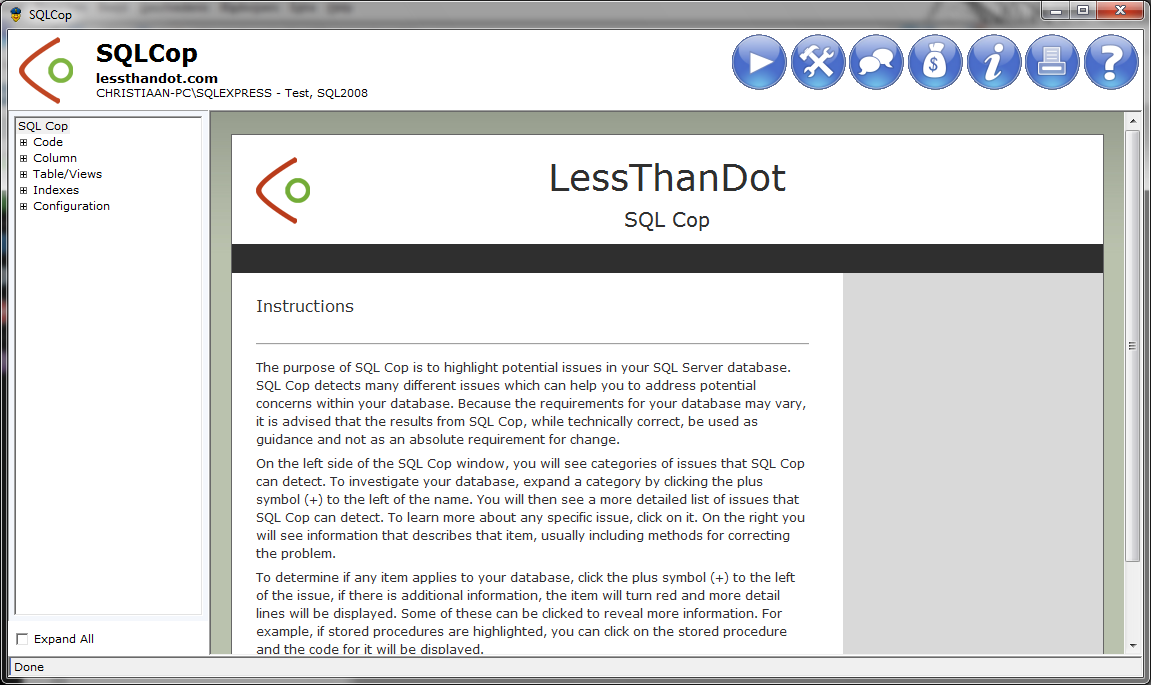 SQLCop
SQLCop
lessthandot.com
CHRISTIAAN-PC\SQLEXPRESS - Test, SQL2008
SQL Cop
Code
Column
Table/Views
Indexes
Configuration
Expand All
LessThanDot
SQL Cop
Instructions
The purpose of SQL Cop is to highlight potential issues in your SQL Server database.
SQL Cop detects many different issues which can help you to address potential
concerns within your database. Because the requirements for your database may vary,
it is advised that the results from SQL Cop, while technically correct, be used as
guidance and not as an absolute requirement for change.
On the left side of the SQL Cop window, you will see categories of issues that SQL Cop
can detect. To investigate your database, expand a category by clicking the plus
symbol (+) to the left of the name. You will then see a more detailed list of issues that
SQL Cop can detect. To learn more about any specific issue, click on it. On the right you
will see information that describes that item, usually including methods for correcting
the problem.
To determine if any item applies to your database, click the plus symbol (+) to the left
of the issue, if there is additional information, the item will turn red and more detail
lines will be displayed. Some of these can be clicked to reveal more information. For
example, if stored procedures are highlighted, you can click on the stored procedure
and the code for it will be displayed.
Done